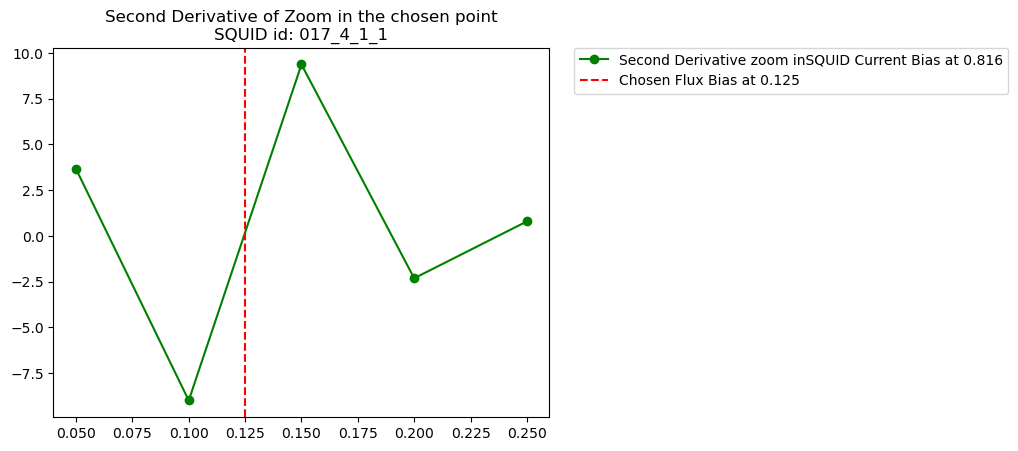 Second Derivative of Zoom in the chosen point
SQUID id: 017_4_1_1
10.0
7.5
5.0
2.5
0.0
−2.5
−5.0
−7.5
0.050 0.075 0.100 0.125 0.150 0.175 0.200 0.225 0.250
Second Derivative zoom inSQUID Current Bias at 0.816
Chosen Flux Bias at 0.125